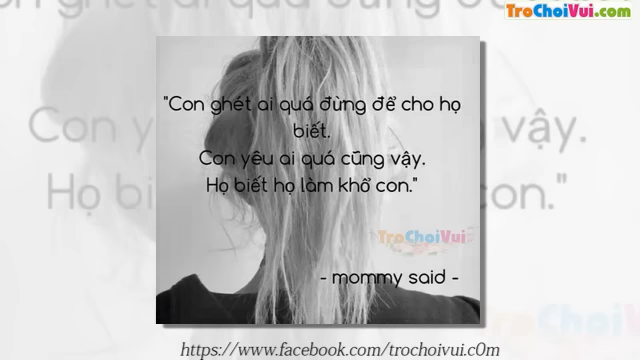 TroChoiVui.com
"Con ghét ai quá đừng để cho họ
biết.
Con yêu ai quá cũng vậy.
Họ biết họ làm khổ con."
TroChoiVui
- mommy said -
https://www.facebook.com/trochoivui.c0m